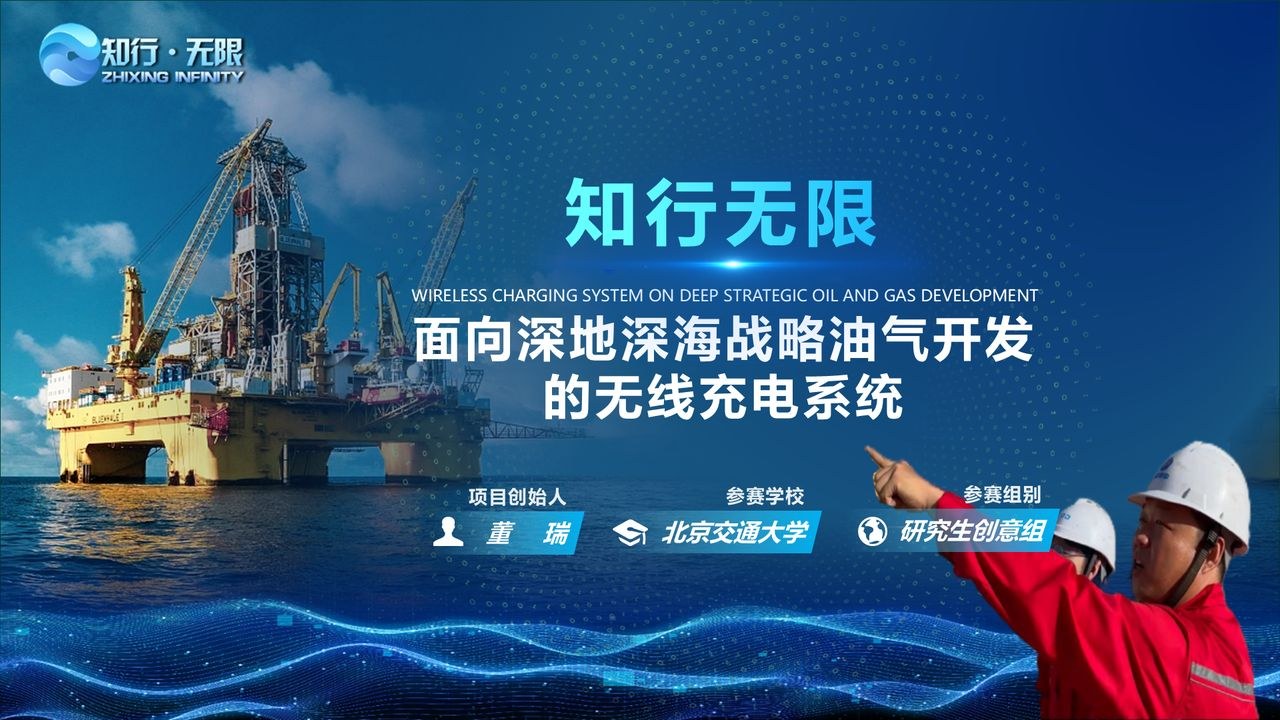 知行·无限
ZHIXING INFINITY
知行无限
WIRELESS CHARGING SYSTEM ON DEEP STRATEGIC OIL AND GAS DEVELOPMENT
面向深地深海战略油气开发
的无线充电系统
项目创始人
董 瑞
参赛学校
北京交通大学
参赛组别
研究生创意组
BLUEWHALE